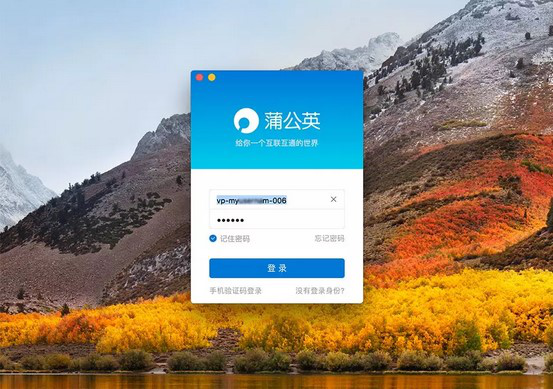 蒲公英
给你一个互联互通的世界
vp-my
m-006
••••••
记住密码 忘记密码
登录
手机验证码登录 没有登录身份?